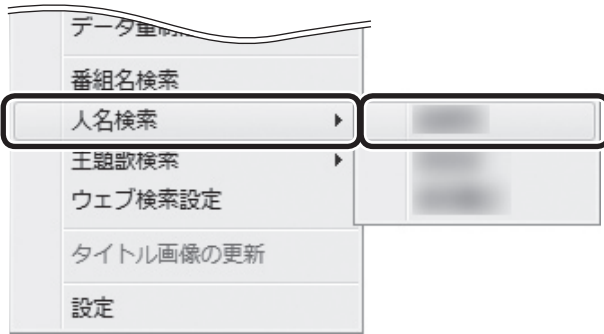 データ量
番組名検索
人名検索
主題歌検索
ウェブ検索設定
タイトル画像の更新
設定